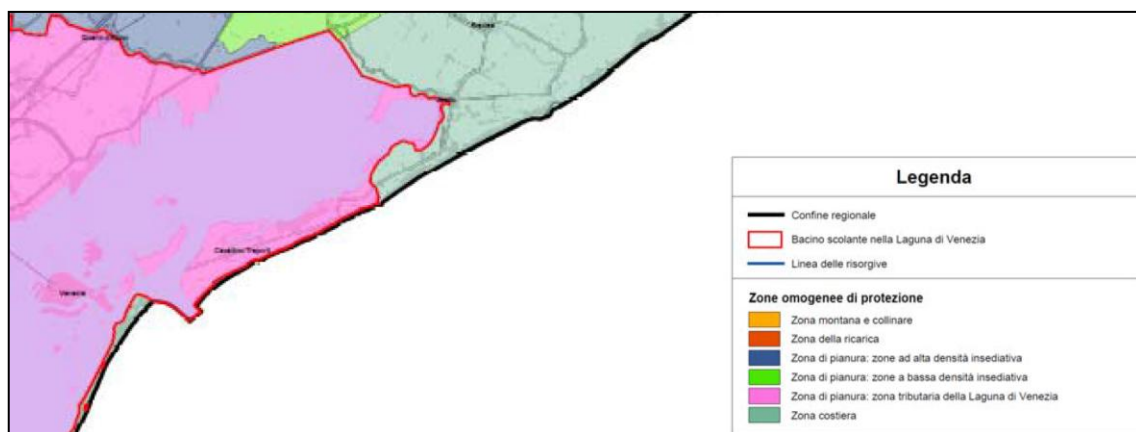 Venezia
Legenda
Confine regionale
Bacino scolante nella Laguna di Venezia
Linea delle risorgive
Zone omogenee di protezione
Zona montana e collinare
Zona della ricarica
Zona di pianura: zone ad alta densità insediativa
Zona di pianura: zone a bassa densità insediativa
Zona di pianura: zona tributaria della Laguna di Venezia
Zona costiera